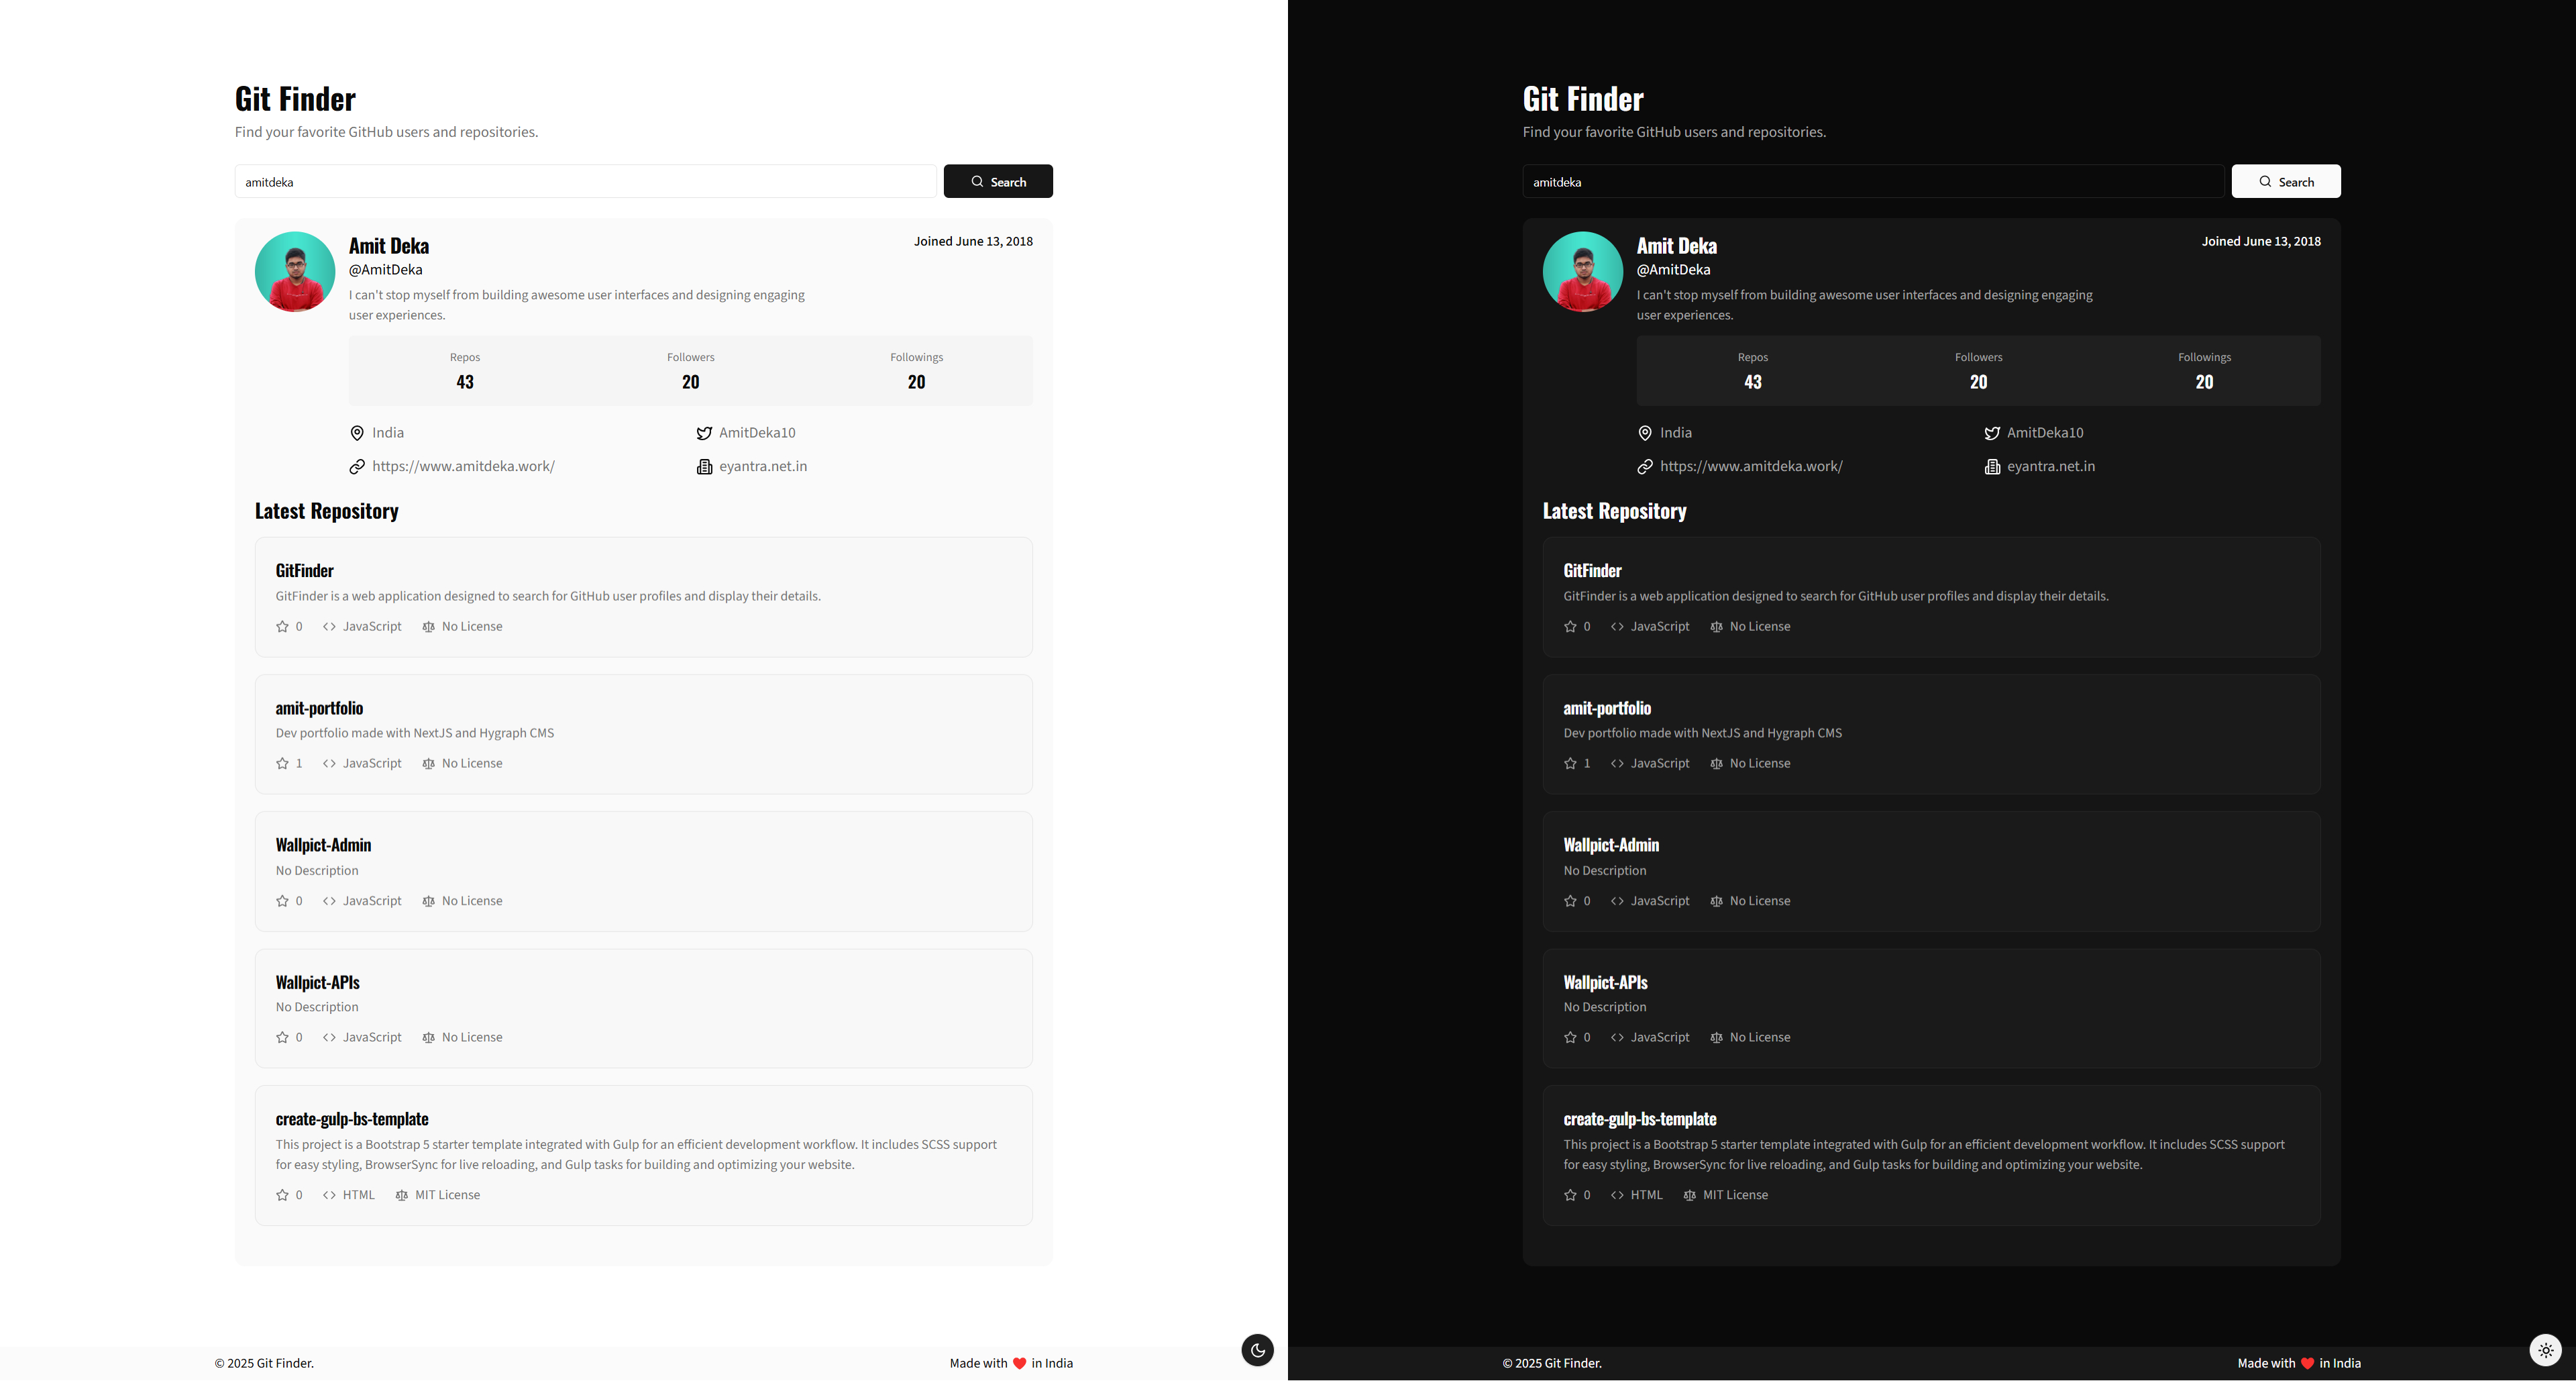 Git Finder
Find your favorite GitHub users and repositories.
amitdeka
Search
Amit Deka
Joined June 13, 2018
@AmitDeka
I can't stop myself from building awesome user interfaces and designing engaging
user experiences.
Repos
Followers
Followings
43
20
20
India
AmitDeka10
https://www.amitdeka.work/
eyantra.net.in
Latest Repository
GitFinder
GitFinder is a web application designed to search for GitHub user profiles and display their details.
0 JavaScript No License
amit-portfolio
Dev portfolio made with NextJS and Hygraph CMS
1 JavaScript No License
Wallpict-Admin
No Description
0 JavaScript No License
Wallpict-APIs
No Description
0 JavaScript No License
create-gulp-bs-template
This project is a Bootstrap 5 starter template integrated with Gulp for an efficient development workflow. It includes SCSS support
for easy styling, BrowserSync for live reloading, and Gulp tasks for building and optimizing your website.
0 HTML MIT License
© 2025 Git Finder.
Made with ❤️ in India
Git Finder
Find your favorite GitHub users and repositories.
amitdeka
Search
Amit Deka
Joined June 13, 2018
@AmitDeka
I can't stop myself from building awesome user interfaces and designing engaging
user experiences.
Repos
Followers
Followings
43
20
20
India
AmitDeka10
https://www.amitdeka.work/
eyantra.net.in
Latest Repository
GitFinder
GitFinder is a web application designed to search for GitHub user profiles and display their details.
0 JavaScript No License
amit-portfolio
Dev portfolio made with NextJS and Hygraph CMS
1 JavaScript No License
Wallpict-Admin
No Description
0 JavaScript No License
Wallpict-APIs
No Description
0 JavaScript No License
create-gulp-bs-template
This project is a Bootstrap 5 starter template integrated with Gulp for an efficient development workflow. It includes SCSS support
for easy styling, BrowserSync for live reloading, and Gulp tasks for building and optimizing your website.
0 HTML MIT License
© 2025 Git Finder.
Made with ❤️ in India